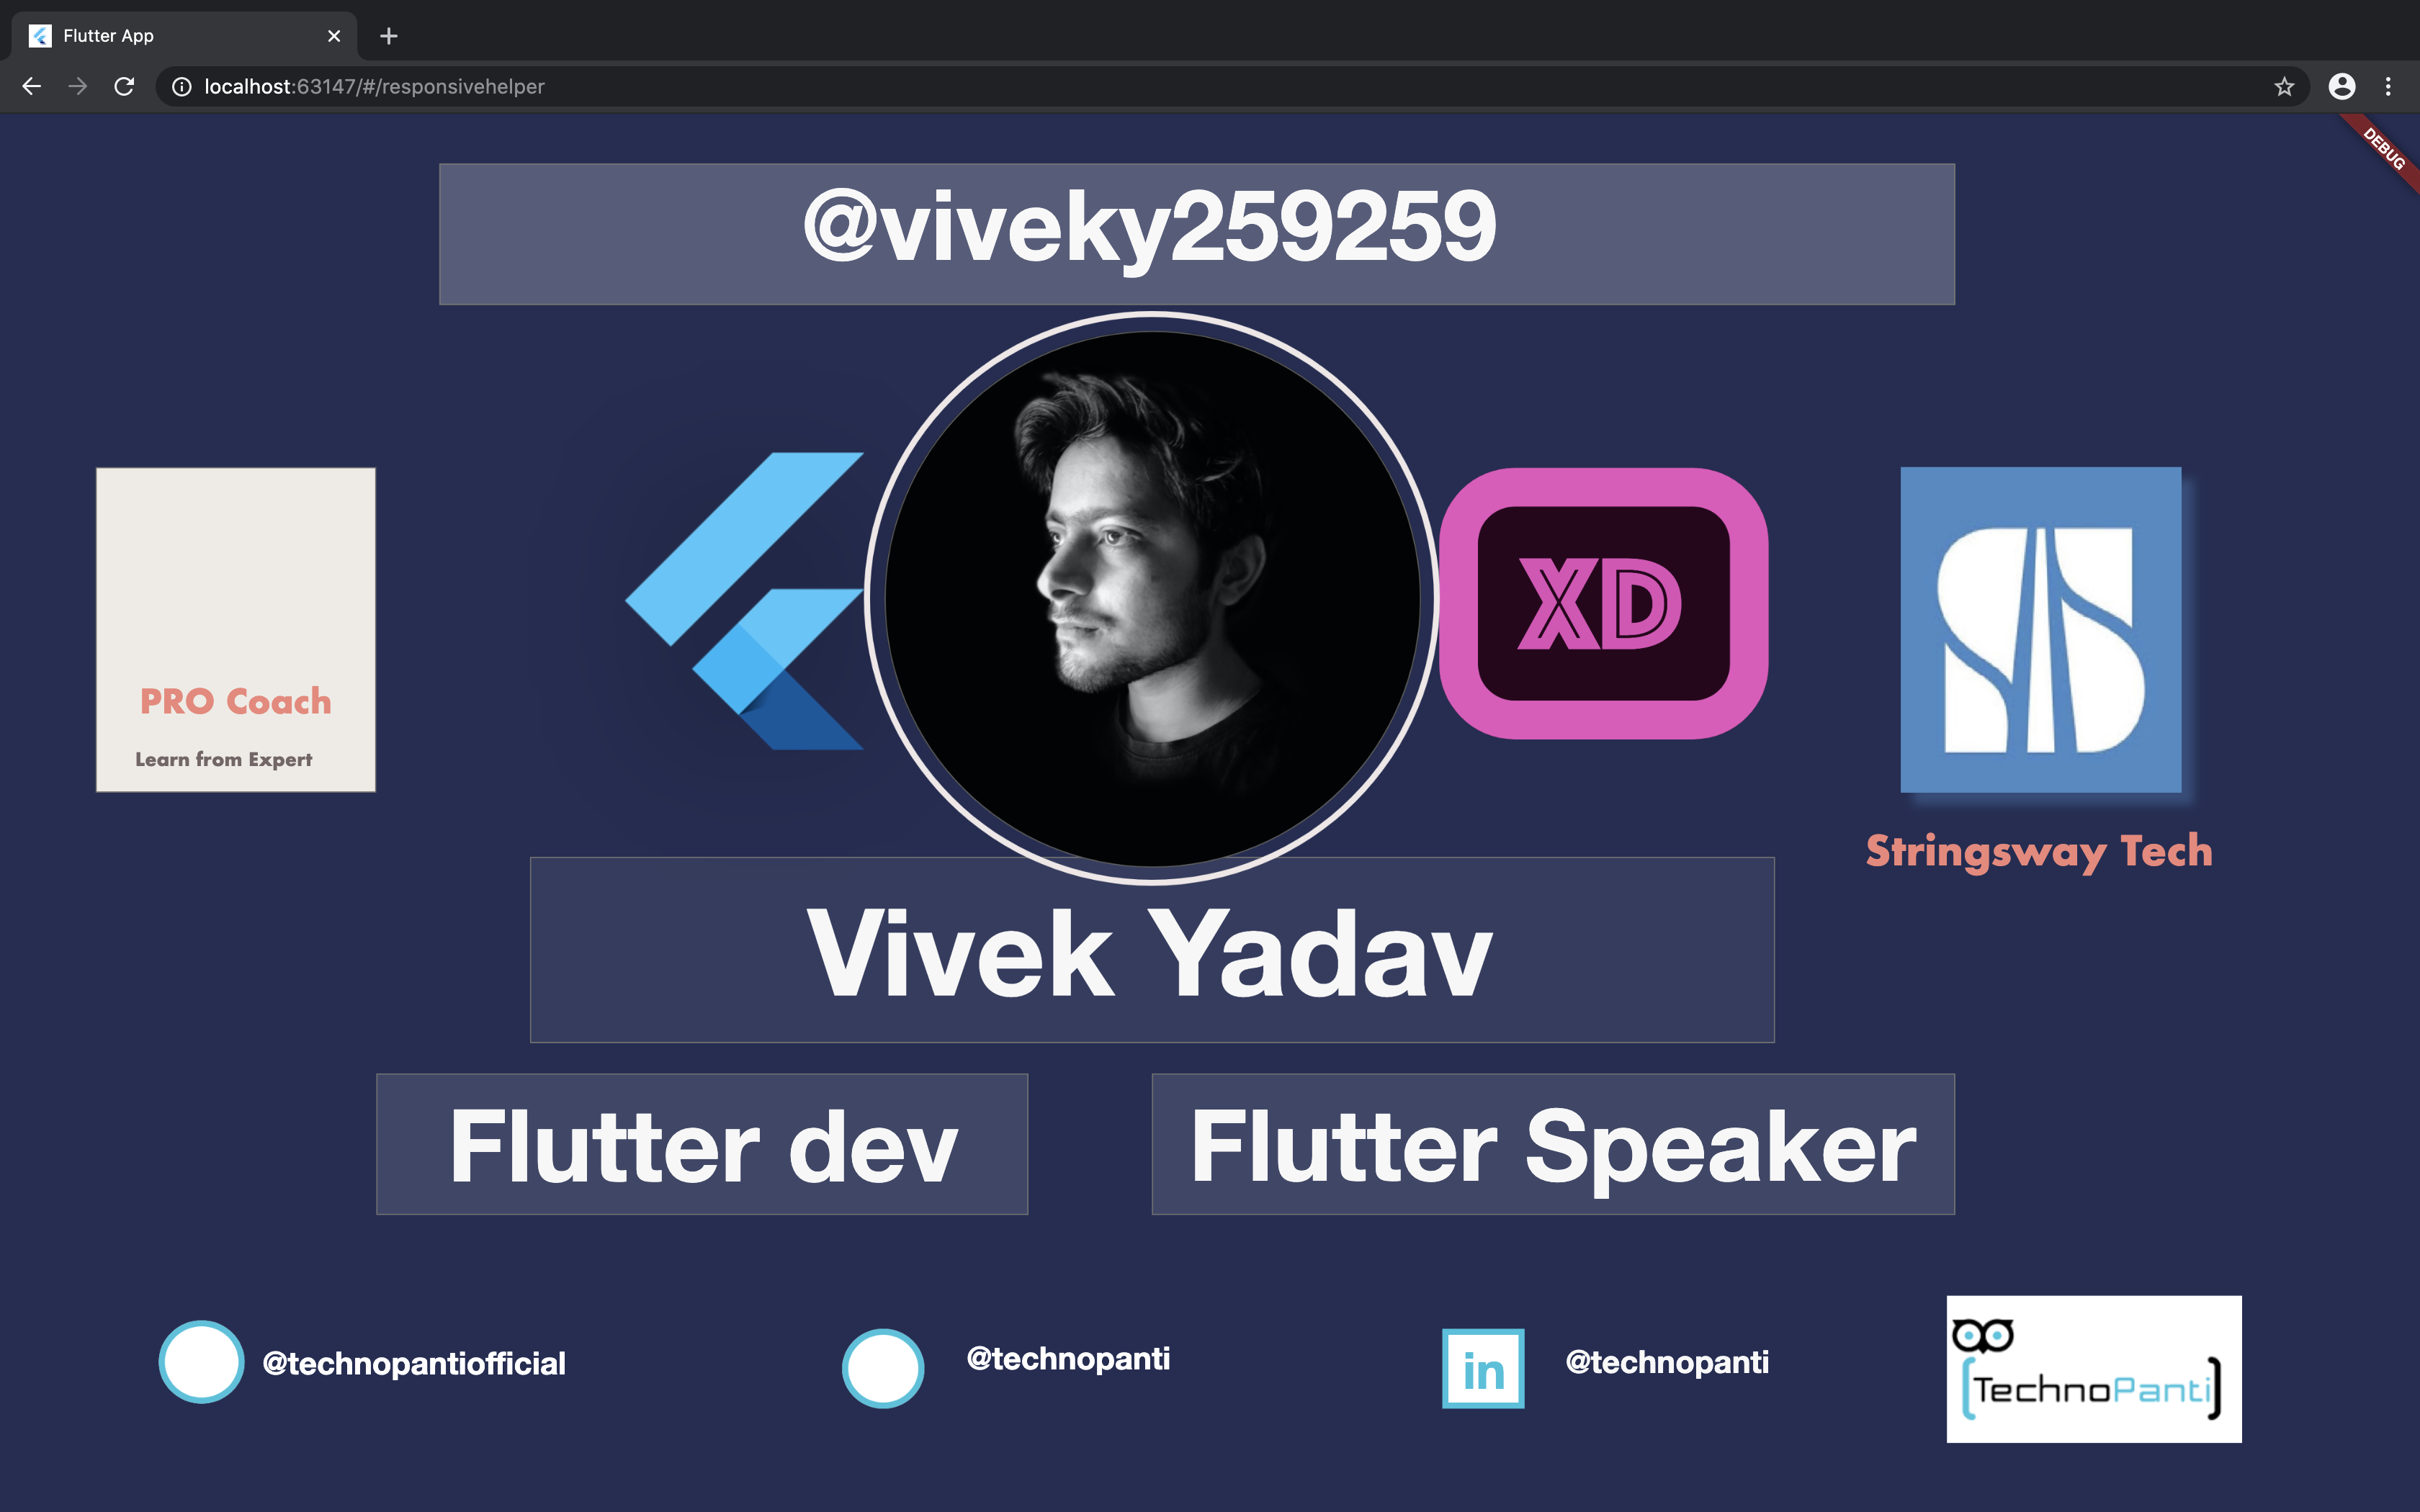 Flutter App
localhost:63147/#/responsivehelper
DEBUG
@viveky259259
XD
PRO Coach
Learn from Expert
Stringsway Tech
Vivek Yadav
Flutter dev
Flutter Speaker
@technopantiofficial
@technopanti
in
@technopanti
[TechnoPanti]